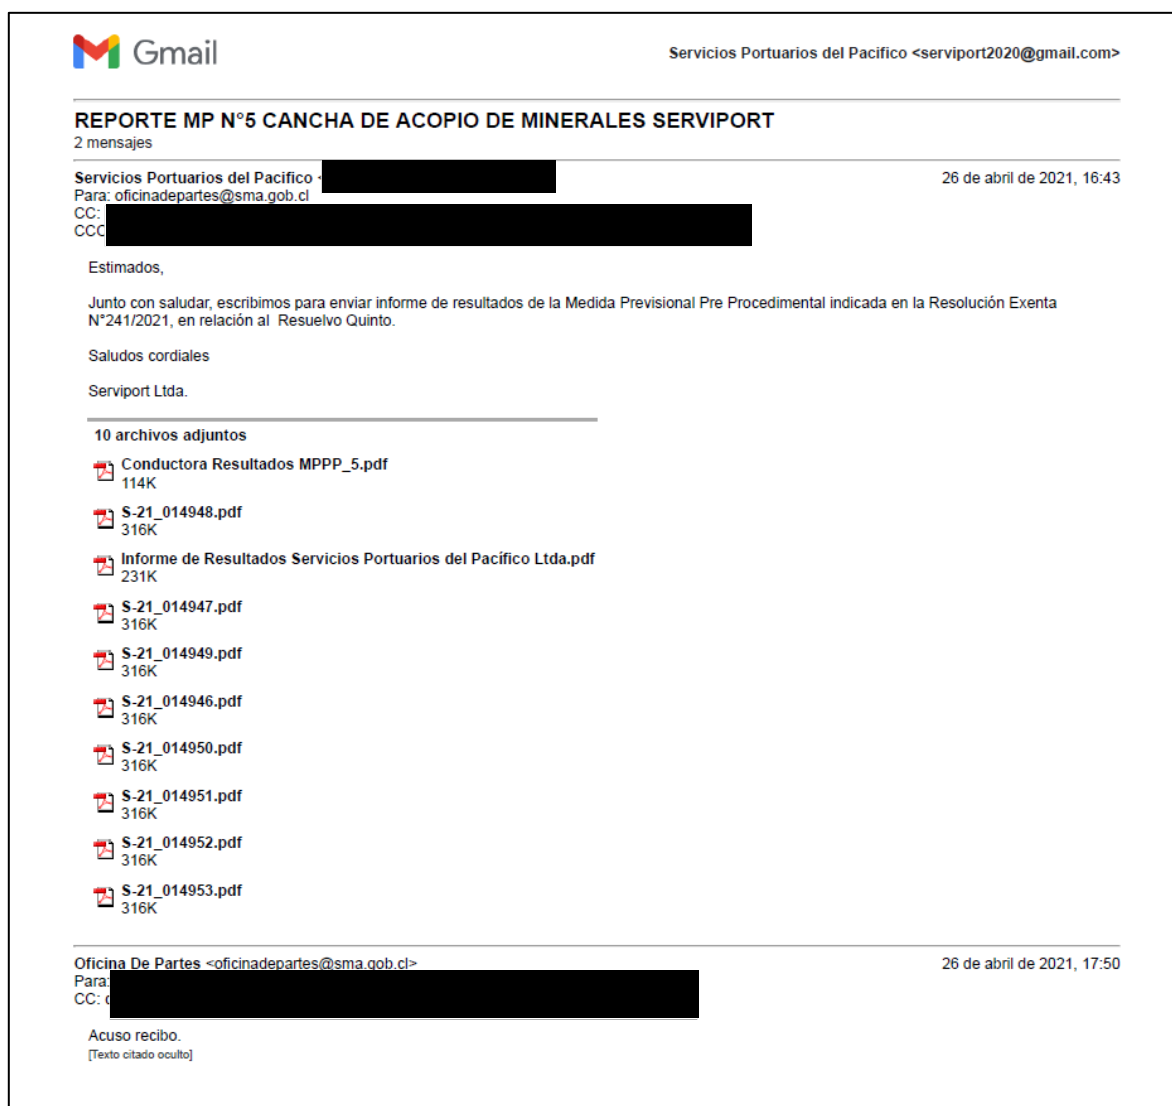 Gmail
Servicios Portuarios del Pacifico <serviport2020@gmail.com>
REPORTE MP N°5 CANCHA DE ACOPIO DE MINERALES SERVIPORT
2 mensajes
Servicios Portuarios del Pacifico <
26 de abril de 2021, 16:43
Para: oficinadepartes@sma.gob.cl
CC:
CCC
Estimados,
Junto con saludar, escribimos para enviar informe de resultados de la Medida Previsional Pre Procedimental indicada en la Resolución Exenta
N°241/2021, en relación al Resuelvo Quinto.
Saludos cordiales
Serviport Ltda.
10 archivos adjuntos
Conductora Resultados MPPP_5.pdf
114K
S-21_014948.pdf
316K
Informe de Resultados Servicios Portuarios del Pacífico Ltda.pdf
231K
S-21_014947.pdf
316K
S-21_014949.pdf
316K
S-21_014946.pdf
316K
S-21_014950.pdf
316K
S-21_014951.pdf
316K
S-21_014952.pdf
316K
S-21_014953.pdf
316K
Oficina De Partes <oficinadepartes@sma.gob.cl>
26 de abril de 2021, 17:50
Para:
CC:
Acuso recibo.
[Texto citado oculto]